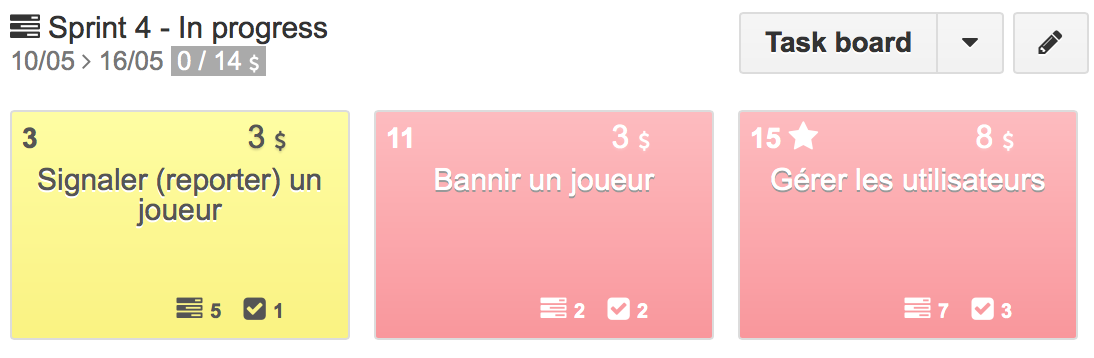 Sprint 4 - In progress
10/05 > 16/05 0 / 14 $
Task board
3 3 $
Signaler (reporter) un
joueur
5 1
11 3 $
Bannir un joueur
2 2
15 8 $
Gérer les utilisateurs
7 3